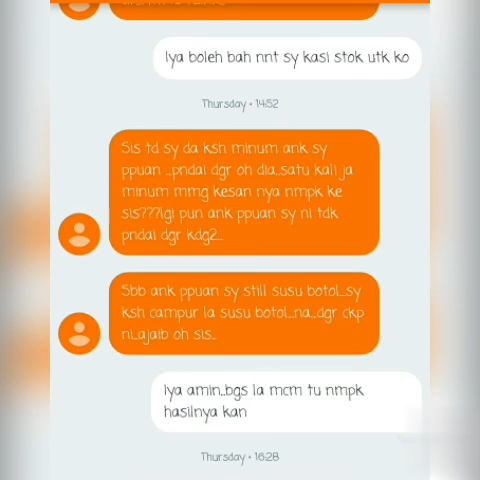 Iya boleh bah nnt sy kasi stok utk ko
Thursday • 14:52
Sis td sy da ksh minum ank sy
ppuan ...pndai dgr oh dia...satu kali ja
minum mmg kesan nya nmpk ke
sis???lgi pun ank ppuan sy ni tdk
pndai dgr kdg2....
Sbb ank ppuan sy still susu botol...sy
ksh campur la susu botol...na...dgr ckp
ni...ajaib oh sis...
Iya amin..bgs la mcm tu nmpk
hasilnya kan
Thursday • 16:28